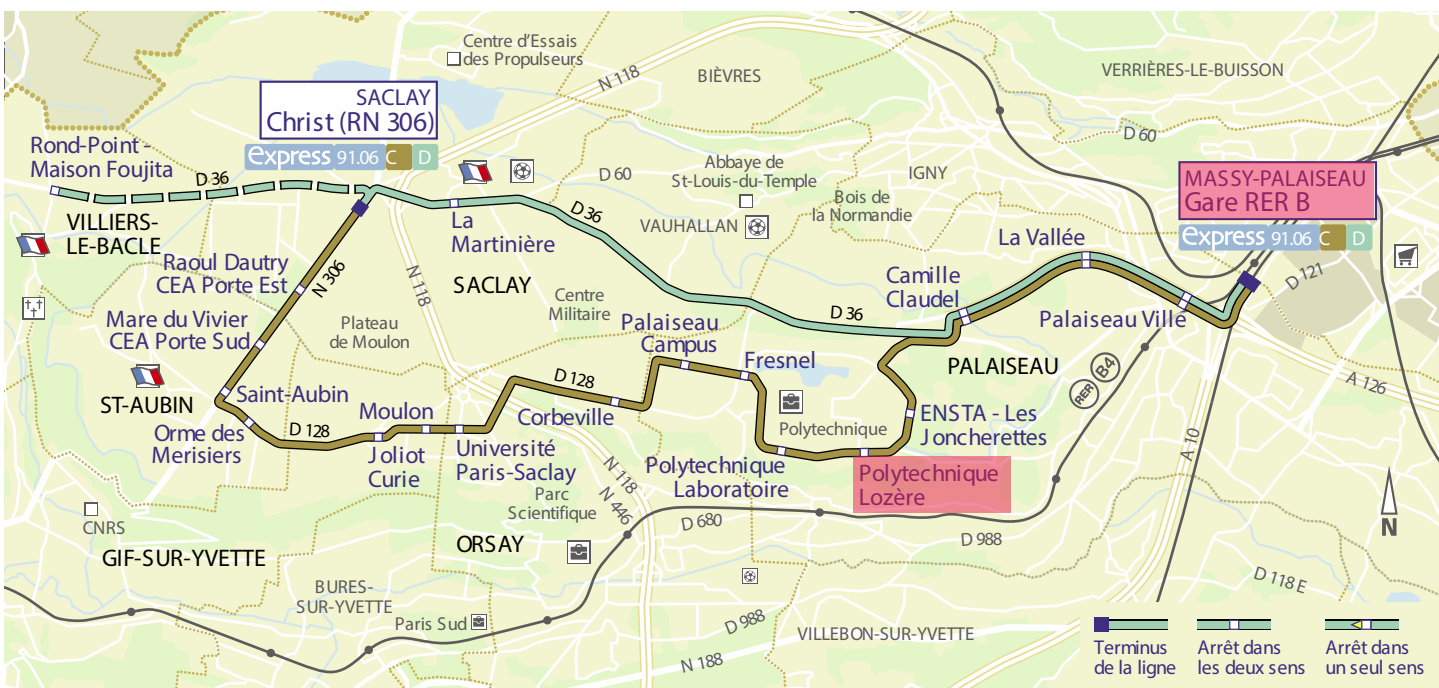 Centre d'Essais
des Propulseurs
N 118
BIÈVRES
VERRIÈRES-LE-BUISSON
SACLAY
Christ (RN 306)
express 91.06 C D
Rond-Point -
Maison Foujita
D 36
VILLIERS-
LE-BACLE
D 60
D 60
Abbaye de
St-Louis-du-Temple
IGNY
Bois de
la Normandie
VAUHALLAN
MASSY-PALAISEAU
Gare RER B
express 91.06 C D
D 36
La
Martinière
La Vallée
Raoul Dautry
CEA Porte Est
N 306
N 118
SACLAY
Camille
Claudel
D 121
Centre
Militaire
Mare du Vivier
CEA Porte Sud
Plateau
de Moulon
D 36
Palaiseau
Campus
Palaiseau Ville
Fresnel
PALAISEAU
RER B4
A 126
ST-AUBIN
Saint-Aubin
D 128
Moulon
Corbeville
Polytechnique
ENSTA - Les
Joncherettes
Orme des
Merisiers
D 128
Joliot
Curie
Université
Paris-Saclay
A 10
Polytechnique
Laboratoire
Polytechnique
Lozère
N 118
N 446
Parc
Scientifique
CNRS
D 680
D 988
N
GIF-SUR-YVETTE
ORSAY
BURES-
SUR-YVETTE
D 118 E
Paris Sud
D 988
VILLEBON-SUR-YVETTE
N 188
Terminus
de la ligne
Arrêt dans
les deux sens
Arrêt dans
un seul sens